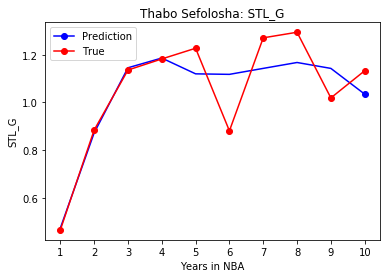 Thabo Sefolosha: STL_G
Prediction
True
STL_G
1.2
1.0
0.8
0.6
1 2 3 4 5 6 7 8 9 10
Years in NBA